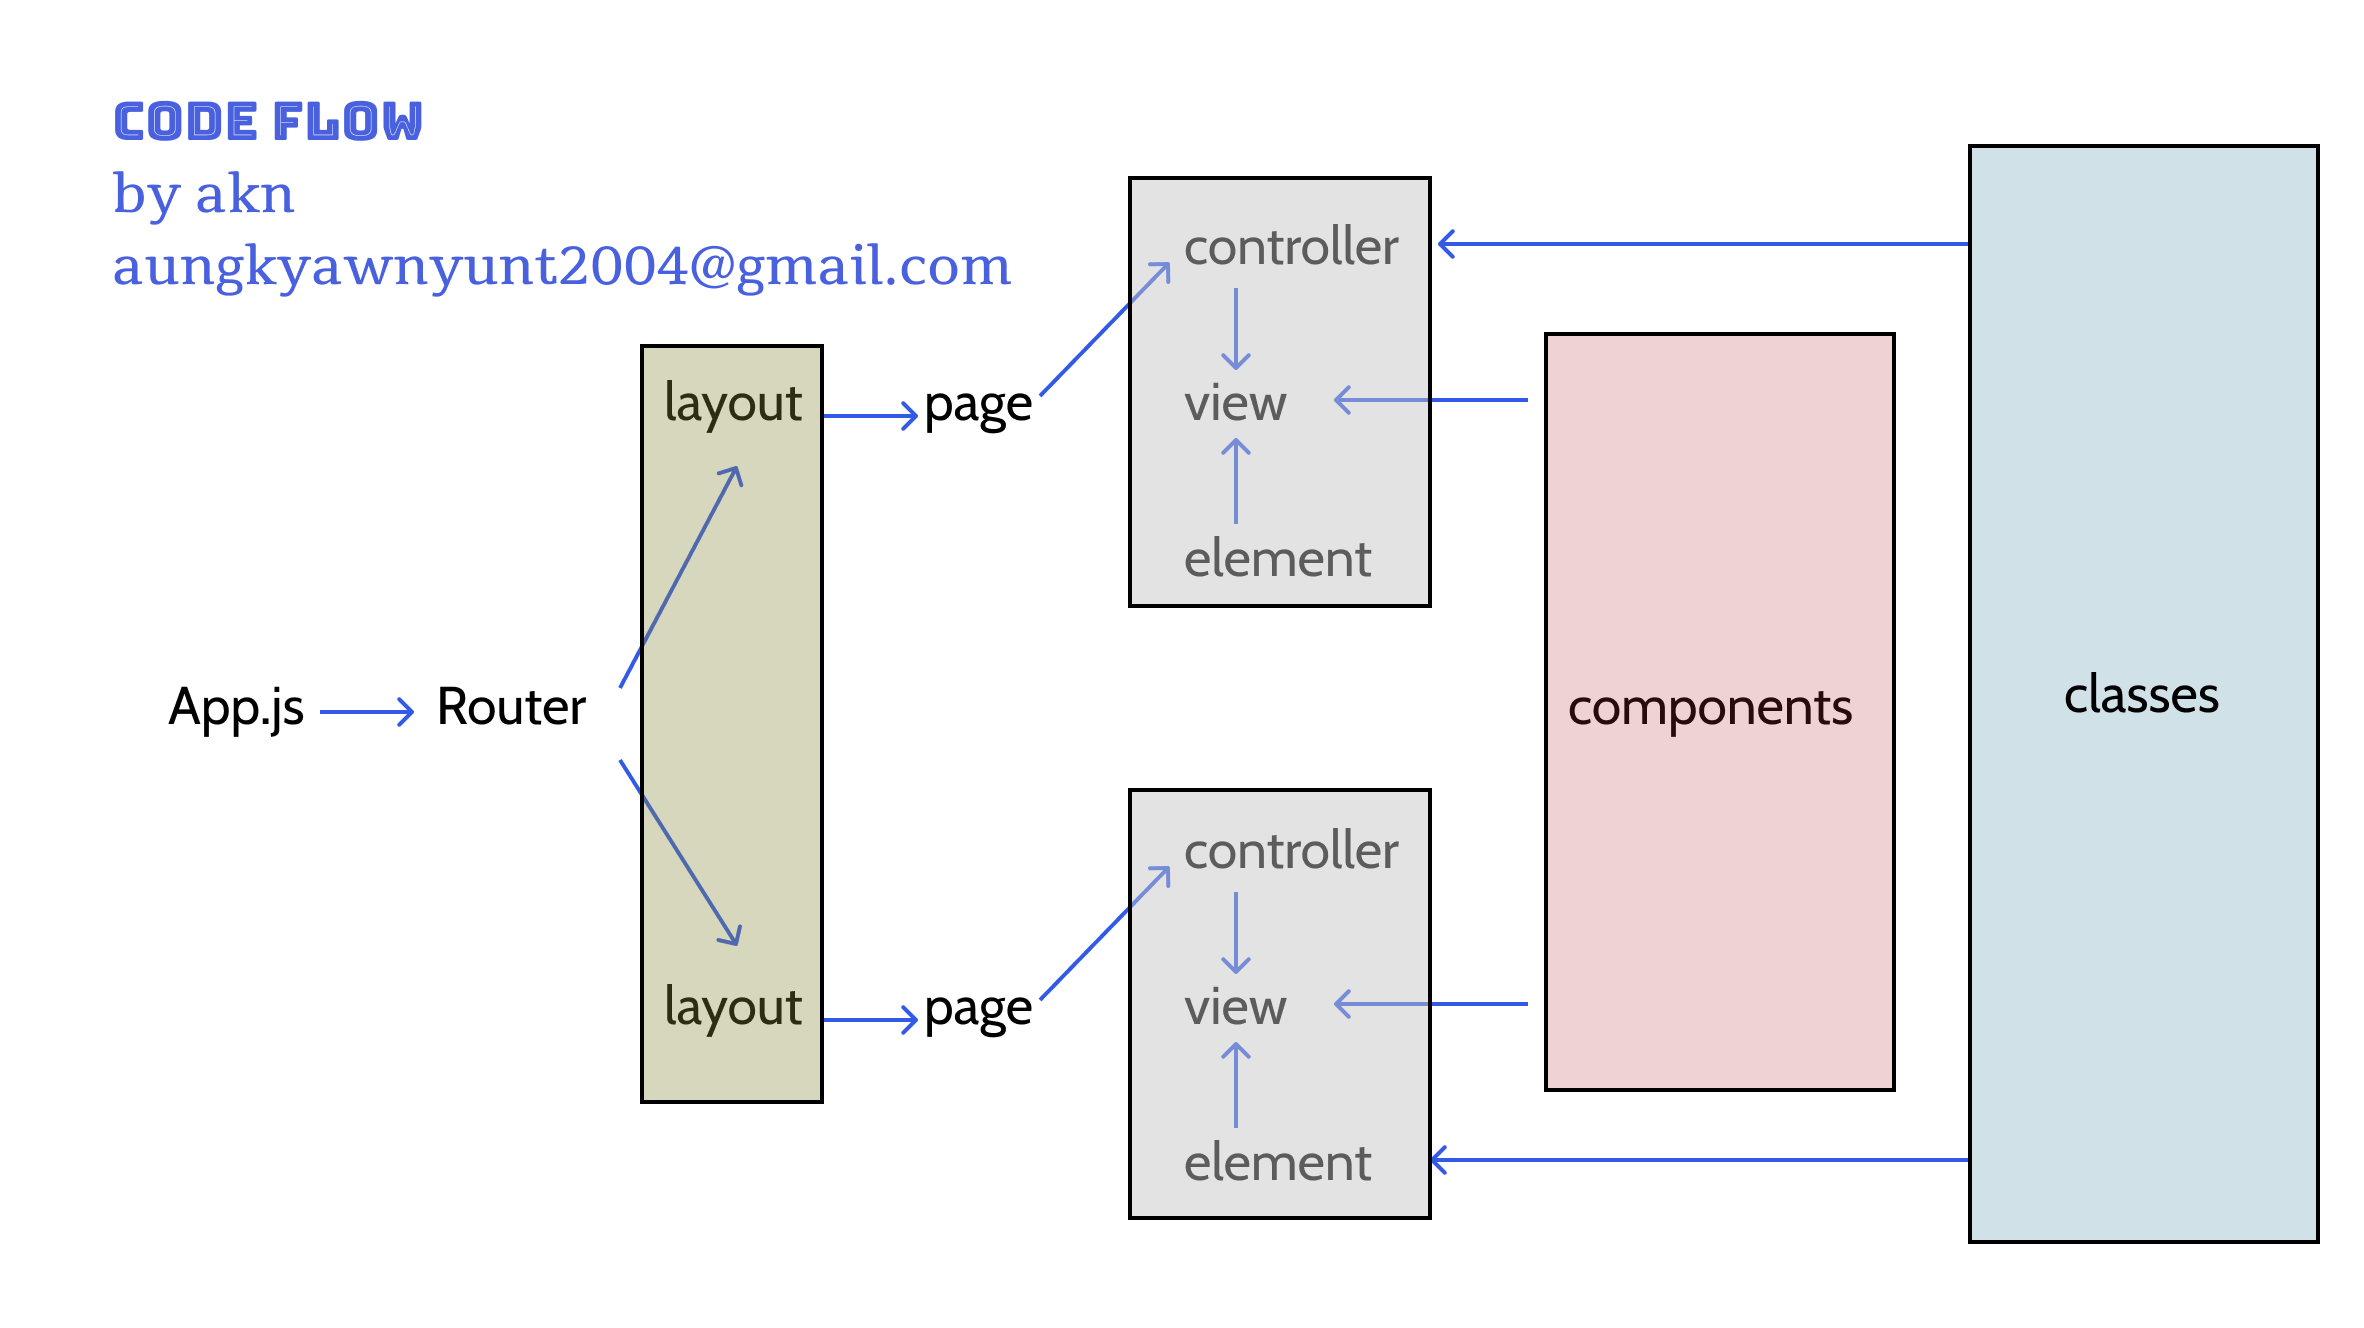 CODE FLOW
by akn
aungkyawnyunt2004@gmail.com
controller
layout
page
view
element
App.js
Router
components
classes
controller
layout
page
view
element